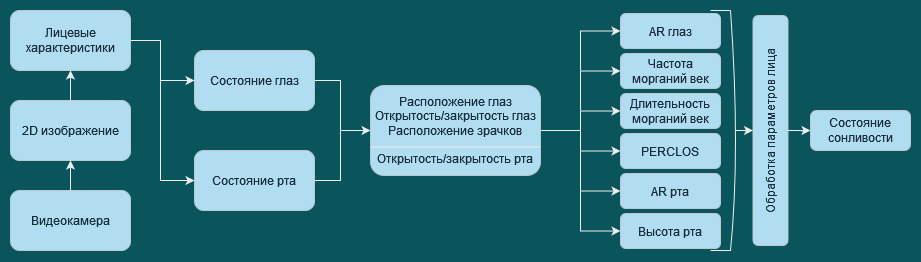 Лицевые
характеристики
2D изображение
Видеокамера
Состояние глаз
Состояние рта
Расположение глаз
Открытость/закрытость глаз
Расположение зрачков
Открытость/закрытость рта
AR глаз
Частота
морганий век
Длительность
морганий век
PERCLOS
AR рта
Высота рта
Обработка параметров лица
Состояние
сонливости